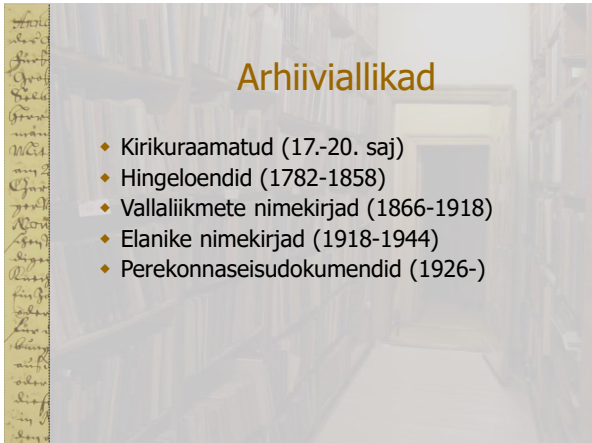 Arhiiviallikad
Kirikuraamatud (17.-20. saj)
Hingeloendid (1782-1858)
Vallaliikmete nimekirjad (1866-1918)
Elanike nimekirjad (1918-1944)
Perekonnaseisudokumendid (1926-)